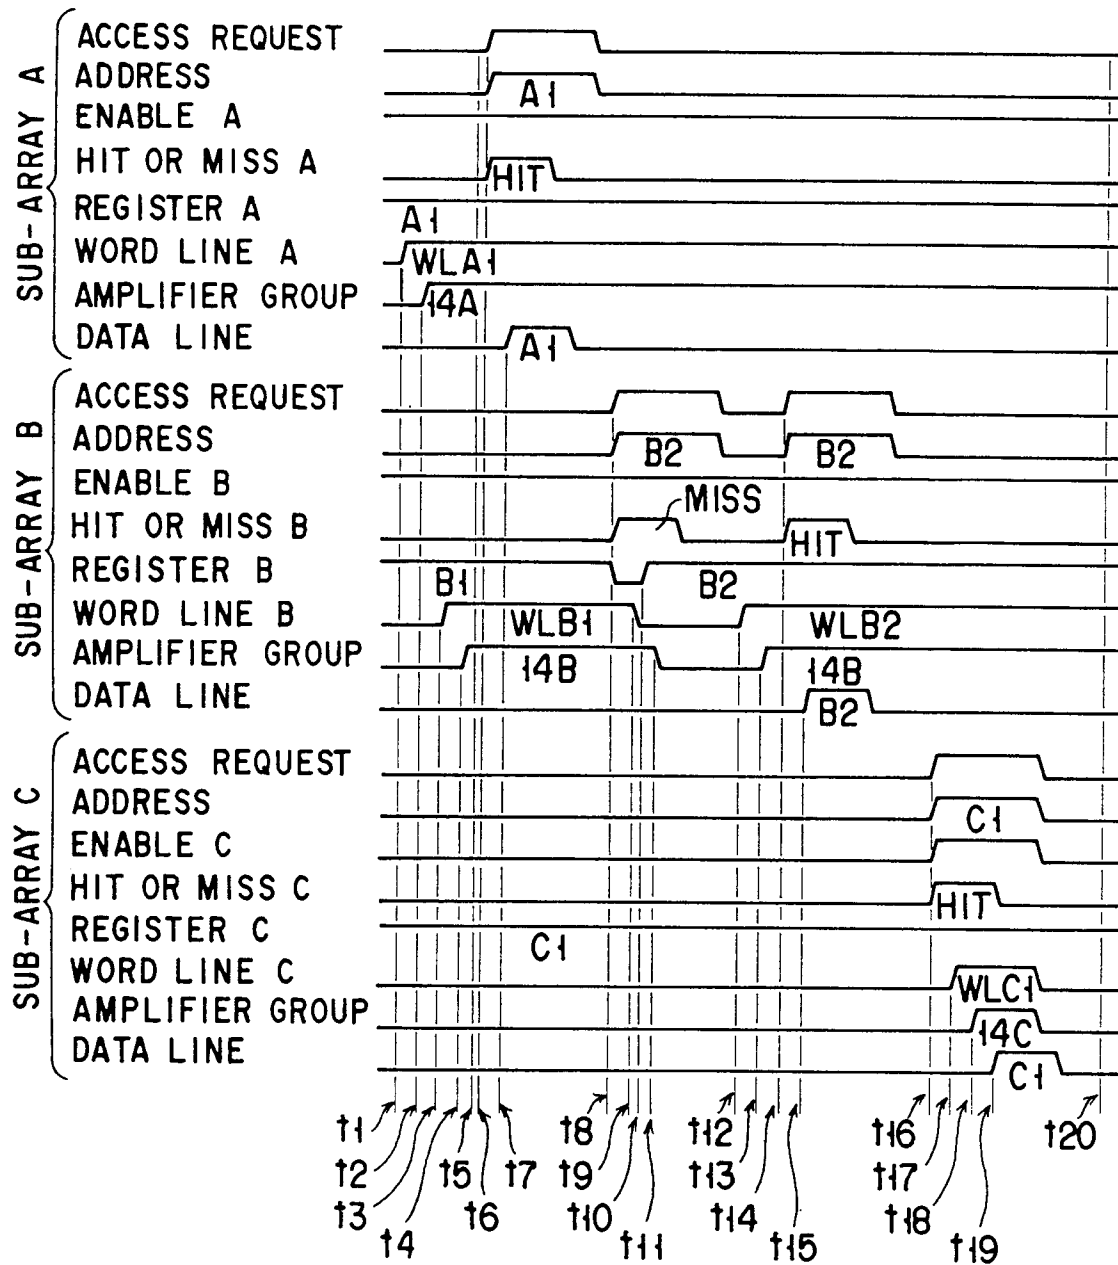 SUB-ARRAY A
ACCESS REQUEST
ADDRESS
A1
ENABLE A
HIT OR MISS A
HIT
REGISTER A
A1
WORD LINE A
WLA1
AMPLIFIER GROUP
14A
DATA LINE
A1
SUB-ARRAY B
ACCESS REQUEST
ADDRESS
B2 B2
ENABLE B
MISS
HIT OR MISS B
HIT
REGISTER B
B1 B2
WORD LINE B
WLB1 WLB2
AMPLIFIER GROUP
14B 14B
DATA LINE
B2
SUB-ARRAY C
ACCESS REQUEST
ADDRESS
C1
ENABLE C
HIT OR MISS C
HIT
REGISTER C
C1
WORD LINE C
WLC1
AMPLIFIER GROUP
14C
DATA LINE
C1
t1 t5 t7 t8 t12 t16 t20
t2 t6 t9 t13 t17
t3 t10 t14 t18
t4 t11 t15 t19